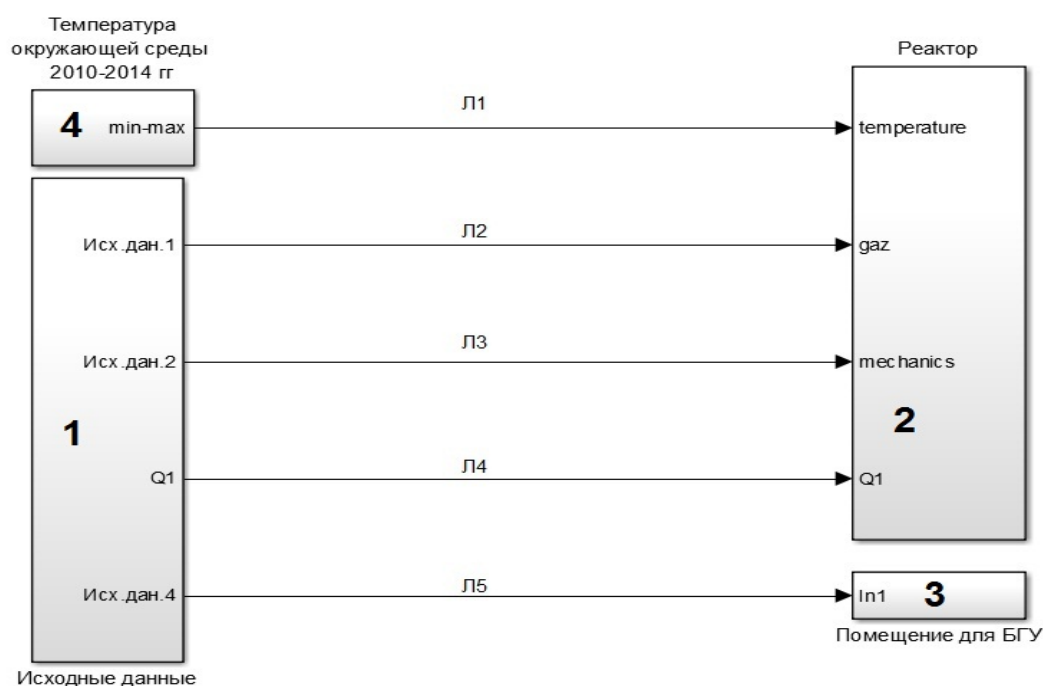 Температура
окружающей среды
2010-2014 гг
4 min-max
Л1
Реактор
temperature
Исх.дан.1
Л2
gaz
Исх.дан.2
Л3
mechanics
1
2
Q1
Л4
Q1
Исх.дан.4
Л5
In1 3
Помещение для БГУ
Исходные данные